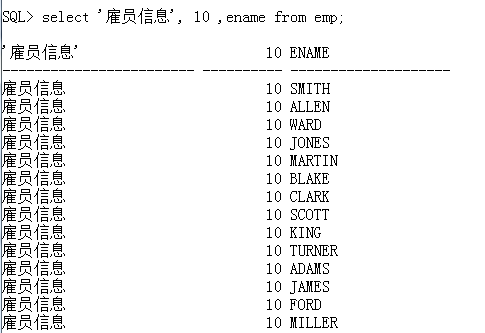 SQL> select '雇员信息', 10 ,ename from emp;
'雇员信息' 10 ENAME
------------------------ ---------- --------------------
雇员信息 10 SMITH
雇员信息 10 ALLEN
雇员信息 10 WARD
雇员信息 10 JONES
雇员信息 10 MARTIN
雇员信息 10 BLAKE
雇员信息 10 CLARK
雇员信息 10 SCOTT
雇员信息 10 KING
雇员信息 10 TURNER
雇员信息 10 ADAMS
雇员信息 10 JAMES
雇员信息 10 FORD
雇员信息 10 MILLER